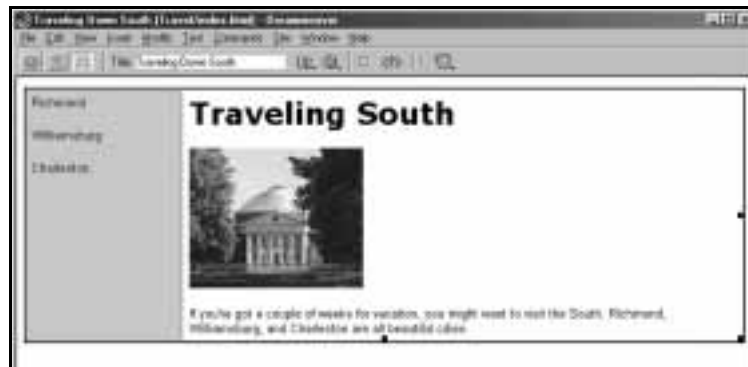 Traveling Down South (Travel/index.html) - Dreamweaver
File Edit View Insert Modify Text Commands Site Window Help
Title Traveling Down South
Richmond
Traveling South
Williamsburg
Charleston
If you've got a couple of weeks for vacation, you might want to visit the South. Richmond,
Williamsburg, and Charleston are all beautiful cities.